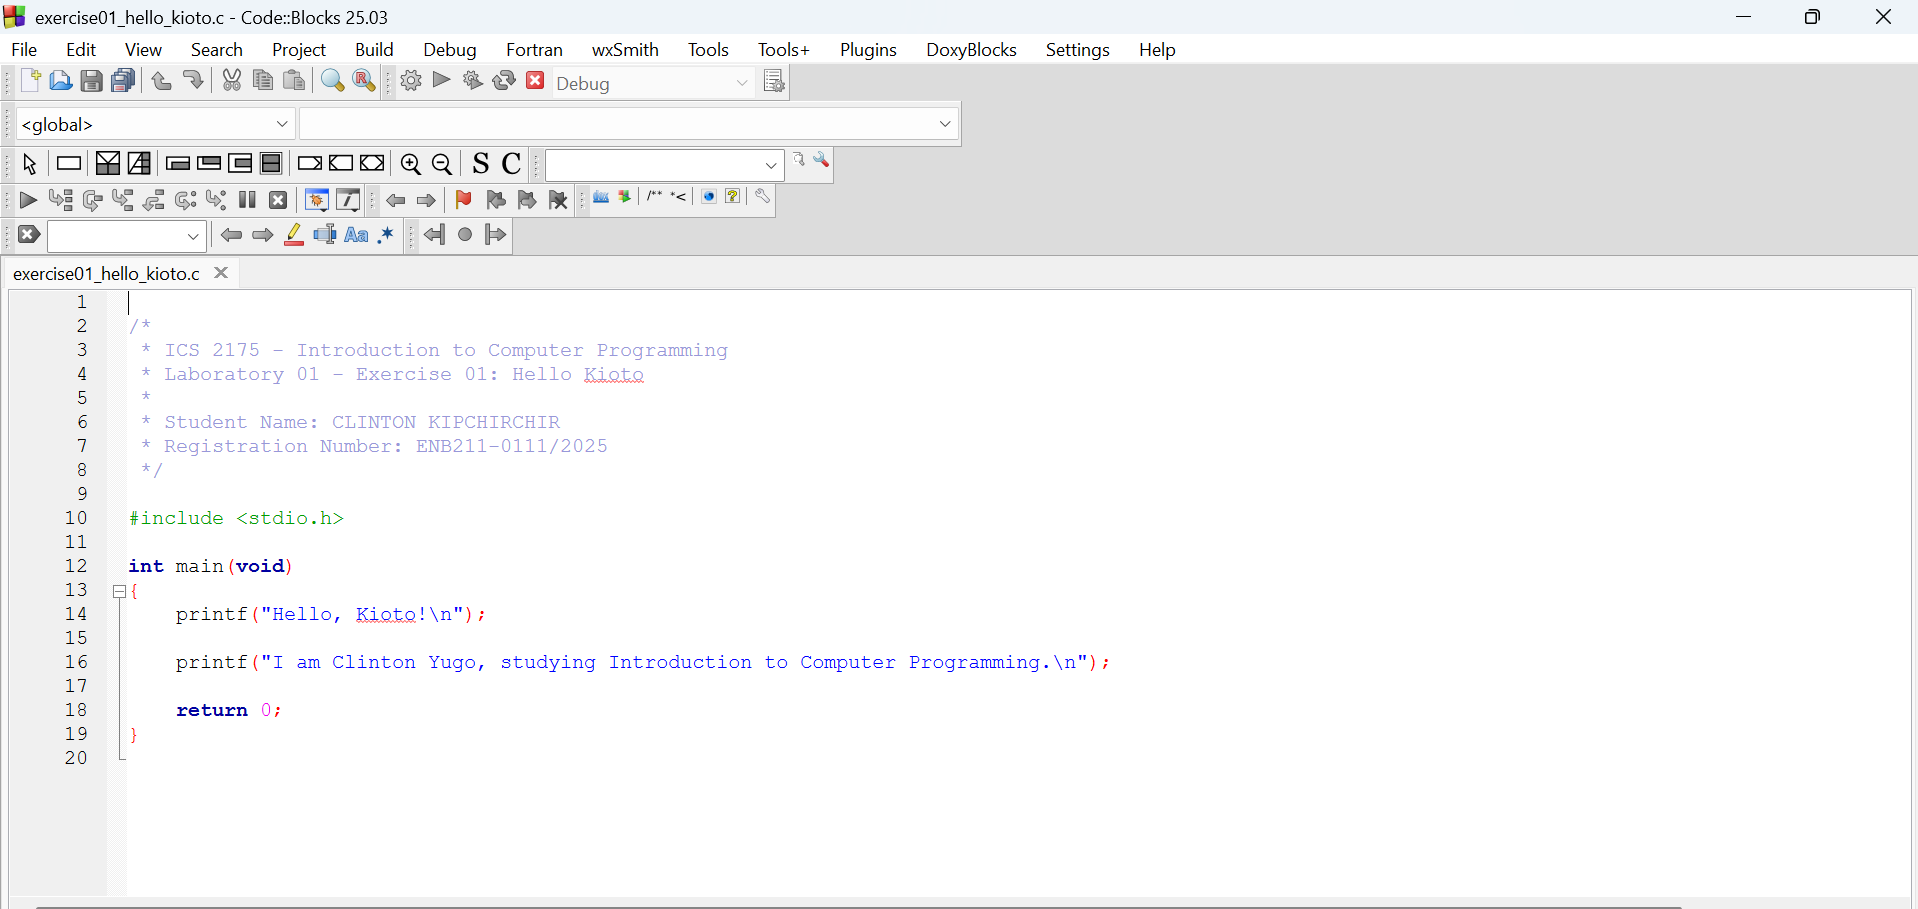 exercise01_hello_kioto.c - Code::Blocks 25.03
File Edit View Search Project Build Debug Fortran wxSmith Tools Tools+ Plugins DoxyBlocks Settings Help
Debug
<global>
S C
/** *<
Aa .*
exercise01_hello_kioto.c
1
2 /*
3 * ICS 2175 - Introduction to Computer Programming
4 * Laboratory 01 - Exercise 01: Hello Kioto
5 *
6 * Student Name: CLINTON KIPCHIRCHIR
7 * Registration Number: ENB211-0111/2025
8 */
9
10 #include <stdio.h>
11
12 int main(void)
13 {
14 printf("Hello, Kioto!\n");
15
16 printf("I am Clinton Yugo, studying Introduction to Computer Programming.\n");
17
18 return 0;
19 }
20